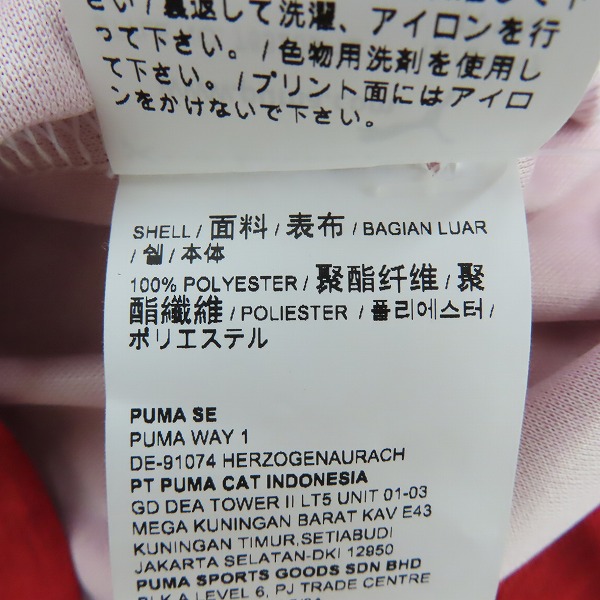 さい/裏返して洗濯、アイロンを行
って下さい。/色物用洗剤を使用し
て下さい。/プリント面にはアイロ
ンをかけないで下さい。
SHELL / 面料 / 表布 / BAGIAN LUAR
/ 쉘 / 本体
100% POLYESTER / 聚酯纤维 / 聚
酯纖維 / POLIESTER / 폴리에스터 /
ポリエステル
PUMA SE
PUMA WAY 1
DE-91074 HERZOGENAURACH
PT PUMA CAT INDONESIA
GD DEA TOWER II LT5 UNIT 01-03
MEGA KUNINGAN BARAT KAV E43
KUNINGAN TIMUR,SETIABUDI
JAKARTA SELATAN-DKI 12950
PUMA SPORTS GOODS SDN BHD
BLK A LEVEL 6, PJ TRADE CENTRE